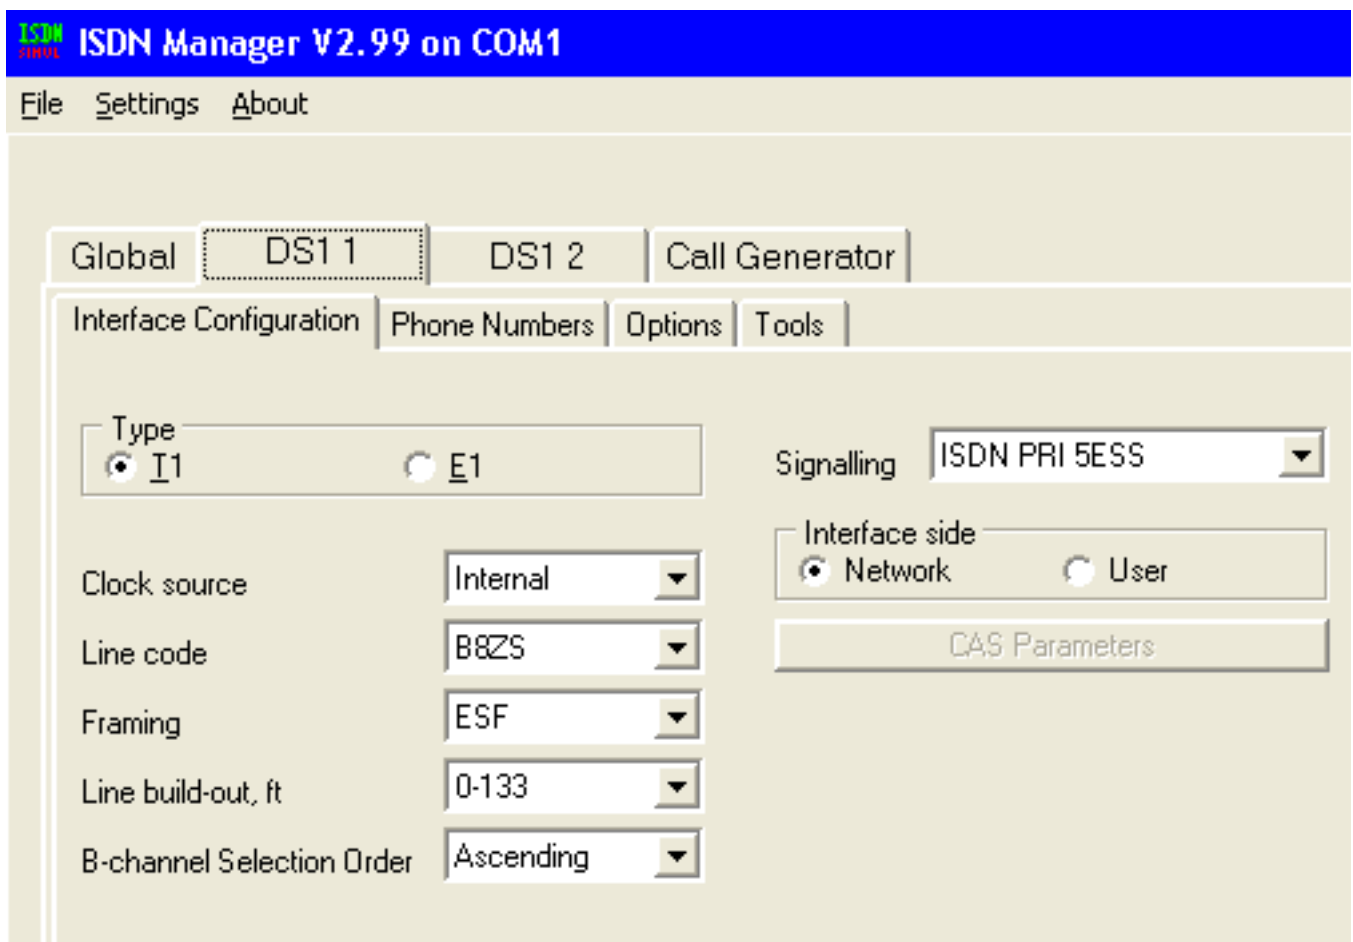 ISDN
SIMUL
ISDN Manager V2.99 on COM1
File Settings About
Global DS1 1 DS1 2 Call Generator
Interface Configuration Phone Numbers Options Tools
Type
T1 E1
Signalling ISDN PRI 5ESS
Interface side
Network User
CAS Parameters
Clock source Internal
Line code B8ZS
Framing ESF
Line build-out, ft 0-133
B-channel Selection Order Ascending